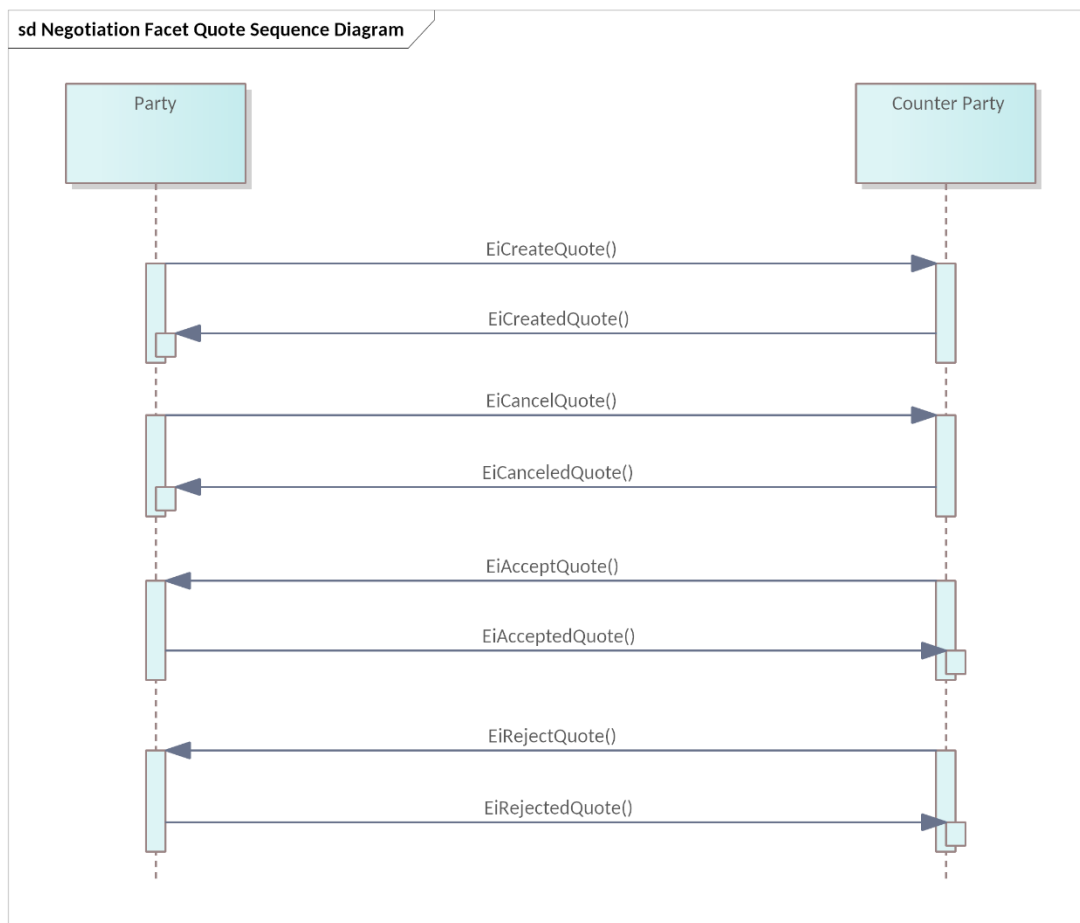 sd Negotiation Facet Quote Sequence Diagram
Party
Counter Party
EiCreateQuote()
EiCreatedQuote()
EiCancelQuote()
EiCanceledQuote()
EiAcceptQuote()
EiAcceptedQuote()
EiRejectQuote()
EiRejectedQuote()